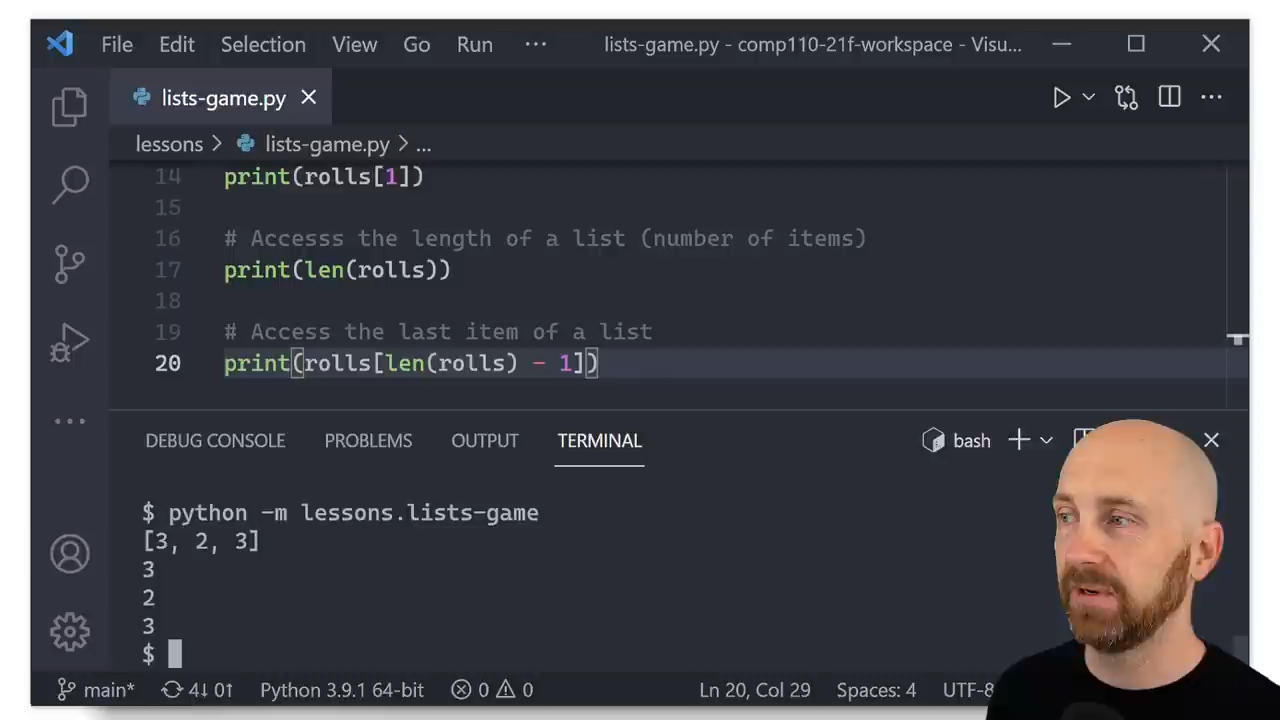 File Edit Selection View Go Run ··· lists-game.py - comp110-21f-workspace - Visu...
lists-game.py
lessons > lists-game.py > ...
14 print(rolls[1])
15
16 # Accesss the length of a list (number of items)
17 print(len(rolls))
18
19 # Access the last item of a list
20 print(rolls[len(rolls) - 1])
DEBUG CONSOLE PROBLEMS OUTPUT TERMINAL bash
$ python -m lessons.lists-game
[3, 2, 3]
3
2
3
$
main* 4↓ 0↑ Python 3.9.1 64-bit 0 0 Ln 20, Col 29 Spaces: 4 UTF-8